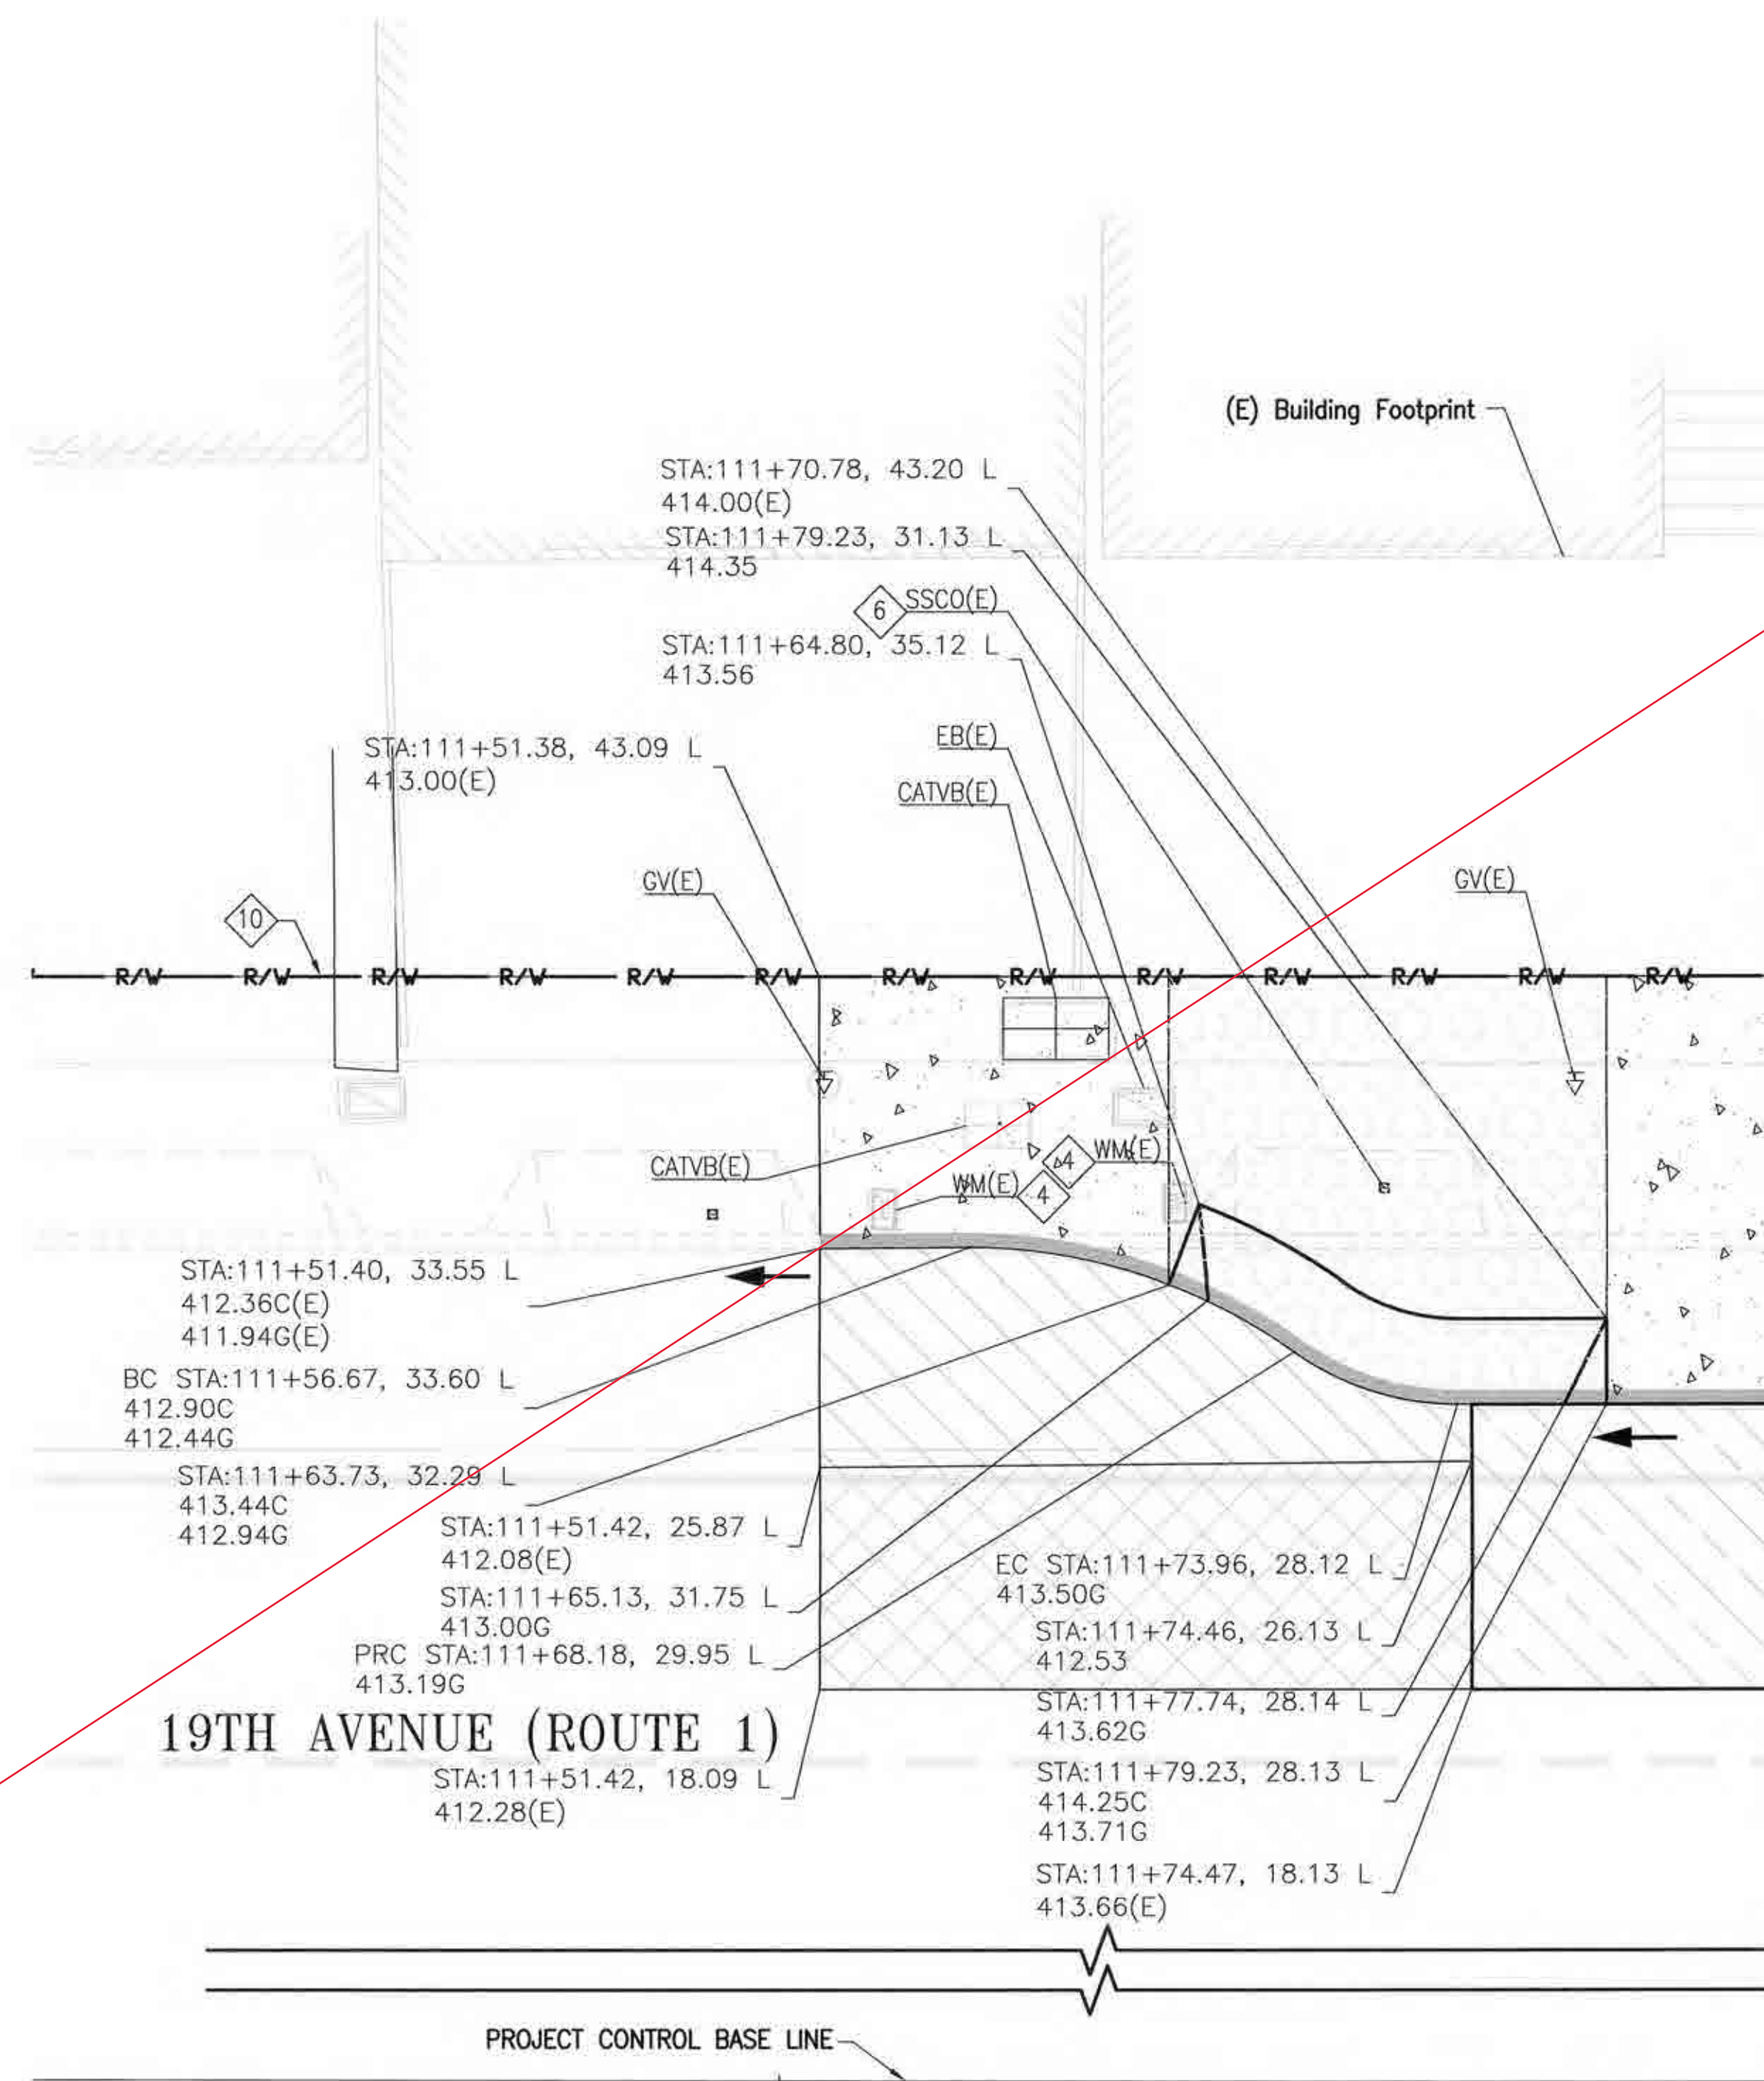 (E) Building Footprint
STA:111+70.78, 43.20 L
414.00(E)
STA:111+79.23, 31.13 L
414.35
6 SSCO(E)
STA:111+64.80, 35.12 L
413.56
STA:111+51.38, 43.09 L
413.00(E)
EB(E)
CATVB(E)
GV(E)
GV(E)
10
R/W R/W R/W R/W R/W R/W R/W R/W R/W R/W R/W R/W R/W
CATVB(E)
4 WM(E)
WM(E) 4
STA:111+51.40, 33.55 L
412.36C(E)
411.94G(E)
BC STA:111+56.67, 33.60 L
412.90C
412.44G
STA:111+63.73, 32.29 L
413.44C
412.94G
STA:111+51.42, 25.87 L
412.08(E)
STA:111+65.13, 31.75 L
413.00G
PRC STA:111+68.18, 29.95 L
413.19G
EC STA:111+73.96, 28.12 L
413.50G
STA:111+74.46, 26.13 L
412.53
STA:111+77.74, 28.14 L
413.62G
19TH AVENUE (ROUTE 1)
STA:111+51.42, 18.09 L
412.28(E)
STA:111+79.23, 28.13 L
414.25C
413.71G
STA:111+74.47, 18.13 L
413.66(E)
PROJECT CONTROL BASE LINE